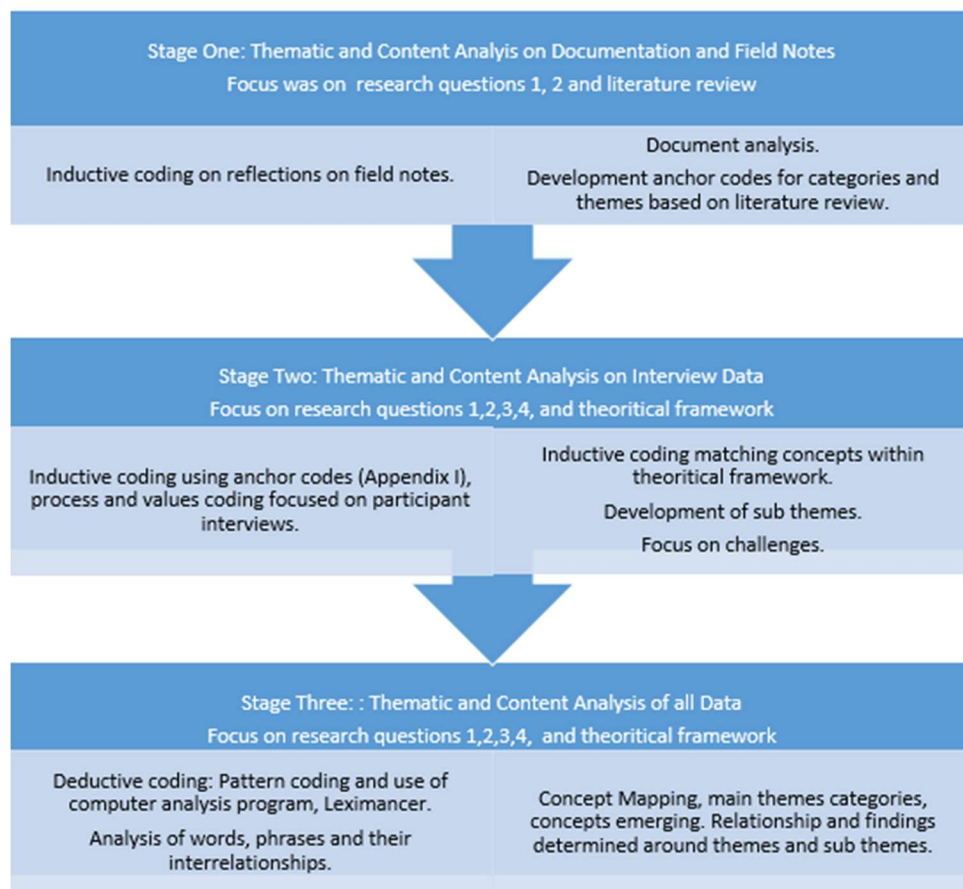 Stage One: Thematic and Content Analyis on Documentation and Field Notes
Focus was on research questions 1, 2 and literature review
Inductive coding on reflections on field notes.
Document analysis.
Development anchor codes for categories and
themes based on literature review.
Stage Two: Thematic and Content Analysis on Interview Data
Focus on research questions 1,2,3,4, and theoritical framework
Inductive coding using anchor codes (Appendix I),
process and values coding focused on participant
interviews.
Inductive coding matching concepts within
theoritical framework.
Development of sub themes.
Focus on challenges.
Stage Three: : Thematic and Content Analysis of all Data
Focus on research questions 1,2,3,4, and theoritical framework
Deductive coding: Pattern coding and use of
computer analysis program, Leximancer.
Analysis of words, phrases and their
interrelationships.
Concept Mapping, main themes categories,
concepts emerging. Relationship and findings
determined around themes and sub themes.